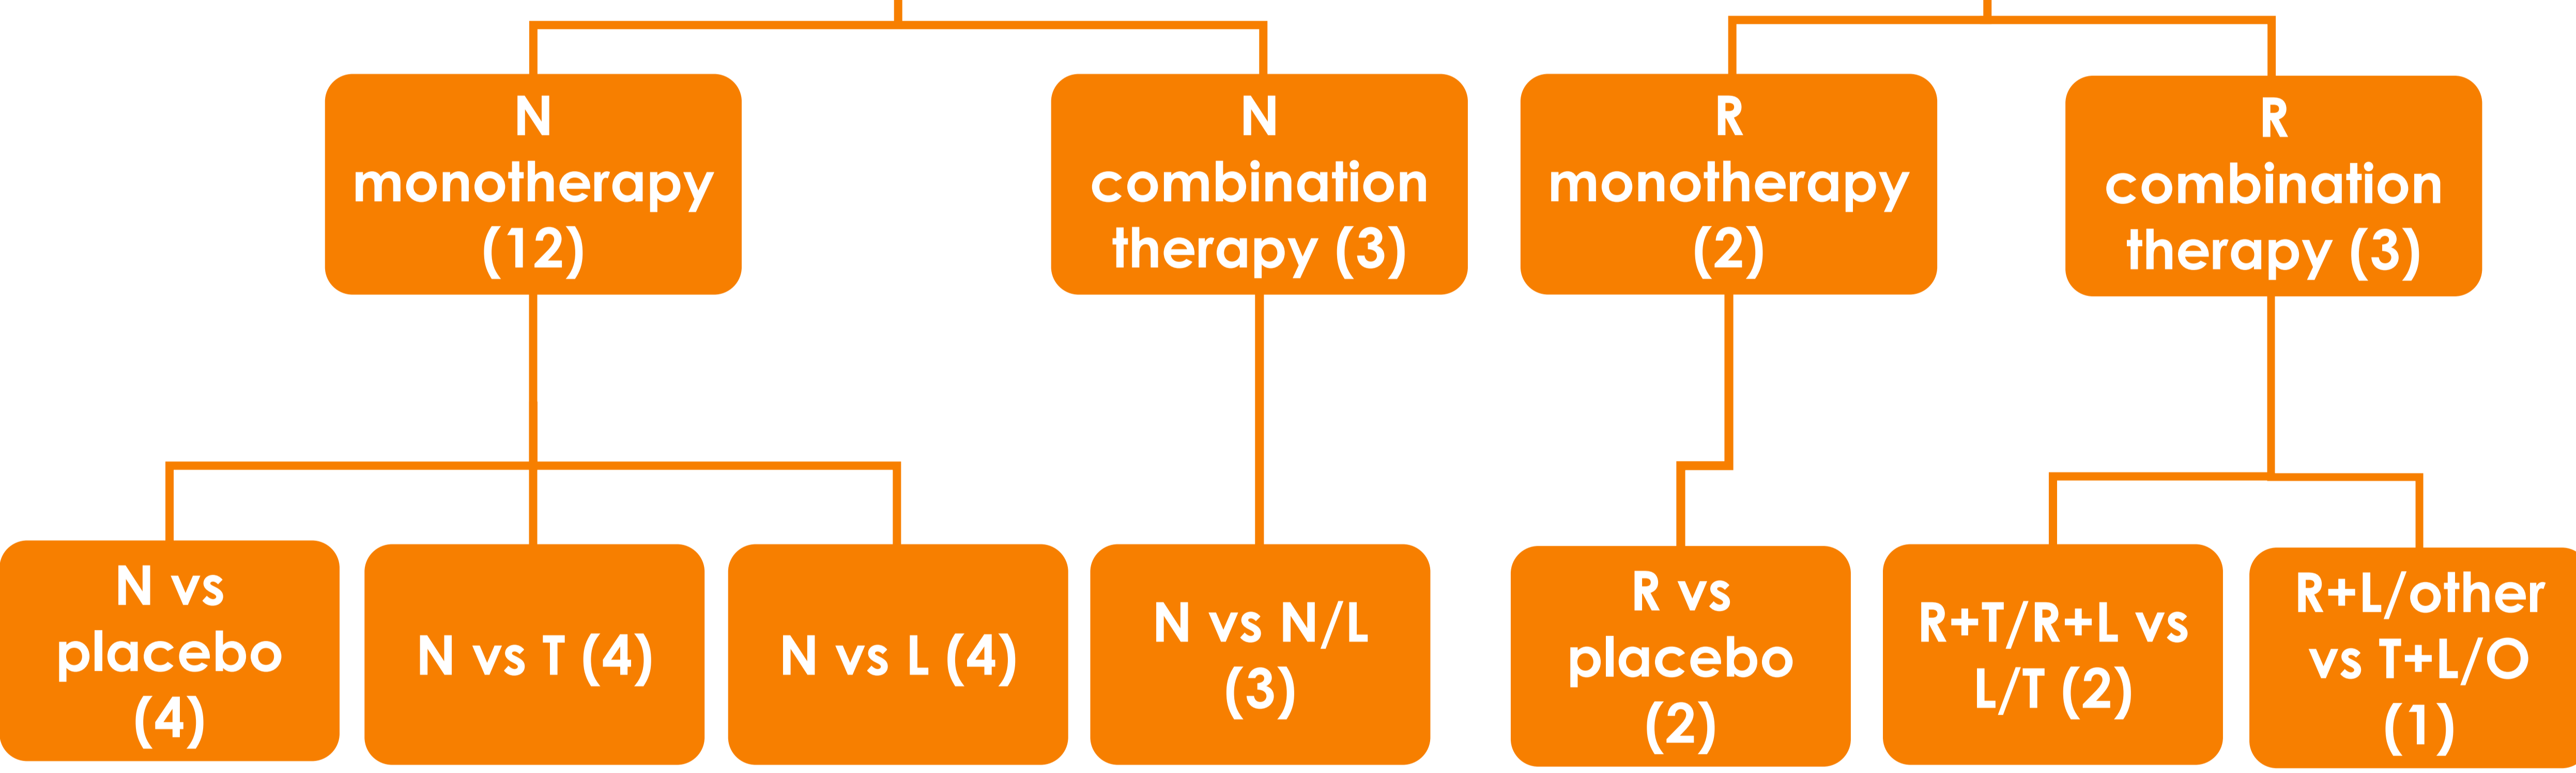 N
monotherapy
(12)
N
combination
therapy (3)
R
monotherapy
(2)
R
combination
therapy (3)
N vs
placebo
(4)
N vs T (4)
N vs L (4)
N vs N/L
(3)
R vs
placebo
(2)
R+T/R+L vs
L/T (2)
R+L/other
vs T+L/O
(1)